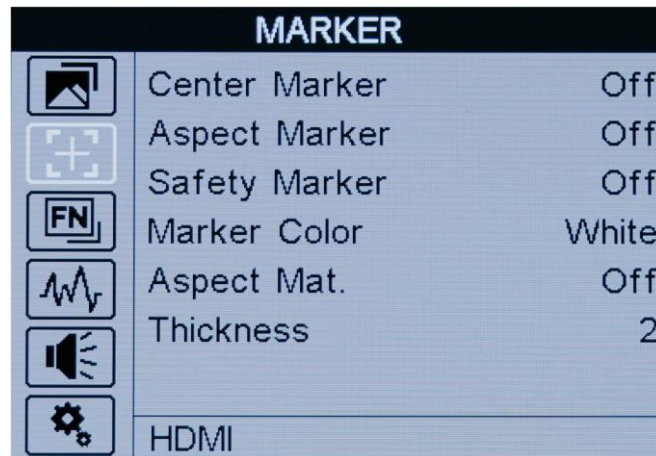 MARKER
Center Marker Off
Aspect Marker Off
Safety Marker Off
FN
Marker Color White
Aspect Mat. Off
Thickness 2
HDMI